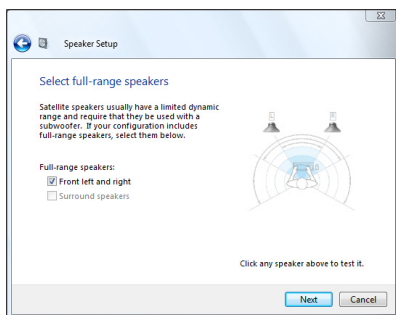 Speaker Setup
Select full-range speakers
Satellite speakers usually have a limited dynamic
range and require that they be used with a
subwoofer. If your configuration includes
full-range speakers, select them below.
Full-range speakers:
Front left and right
Surround speakers
L R
Click any speaker above to test it.
Next Cancel